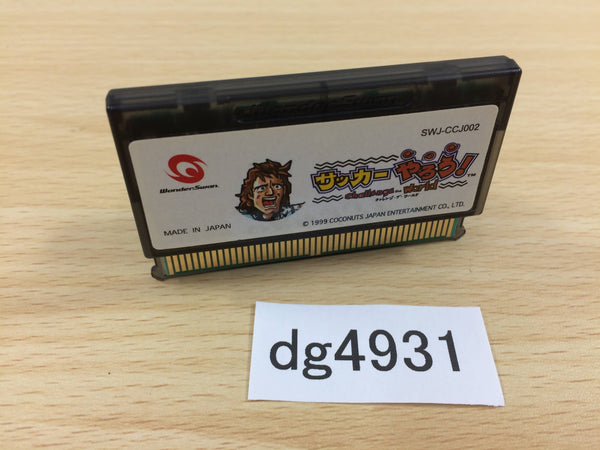 WonderSwan
SWJ-CCJ002
WonderSwan
サッカーやろう!™
Challenge The World
チャレンジ・ザ・ワールド
MADE IN JAPAN
© 1999 COCONUTS JAPAN ENTERTAINMENT CO., LTD.
dg4931